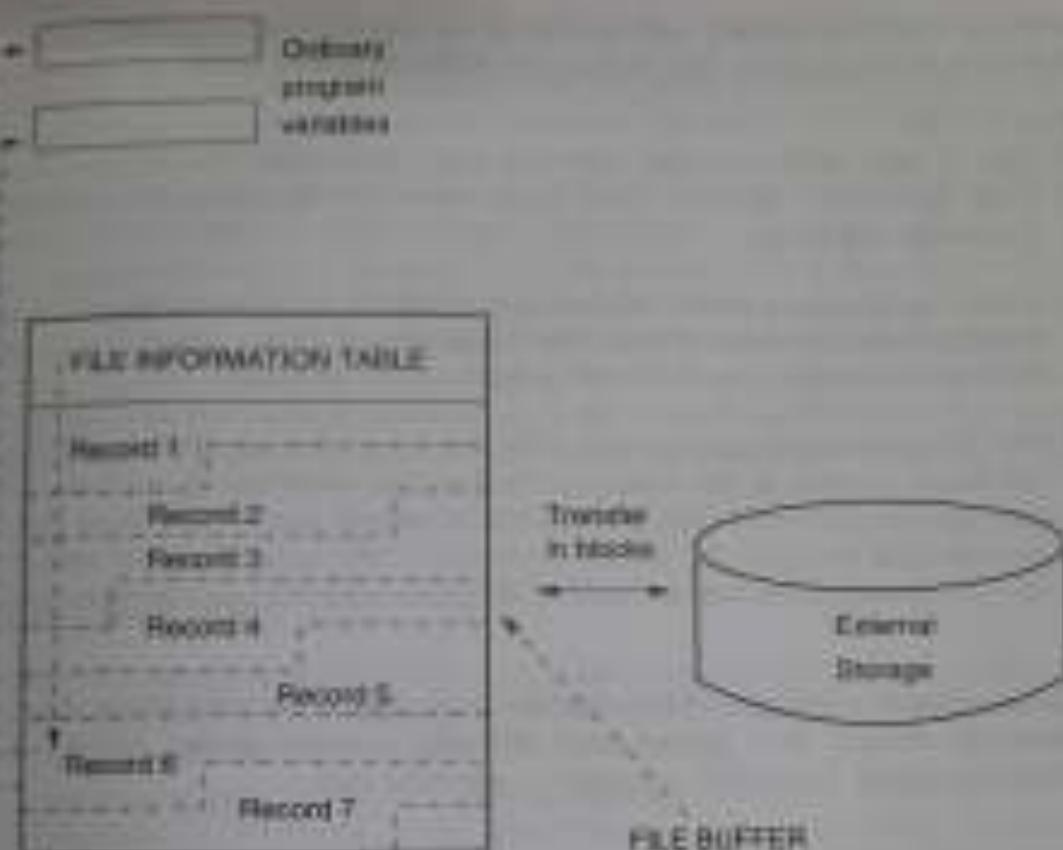 Ordinary
program
variables
FILE INFORMATION TABLE
Record 1
Record 2
Record 3
Record 4
Record 5
Record 6
Record 7
Transfer
in blocks
External
Storage
FILE BUFFER